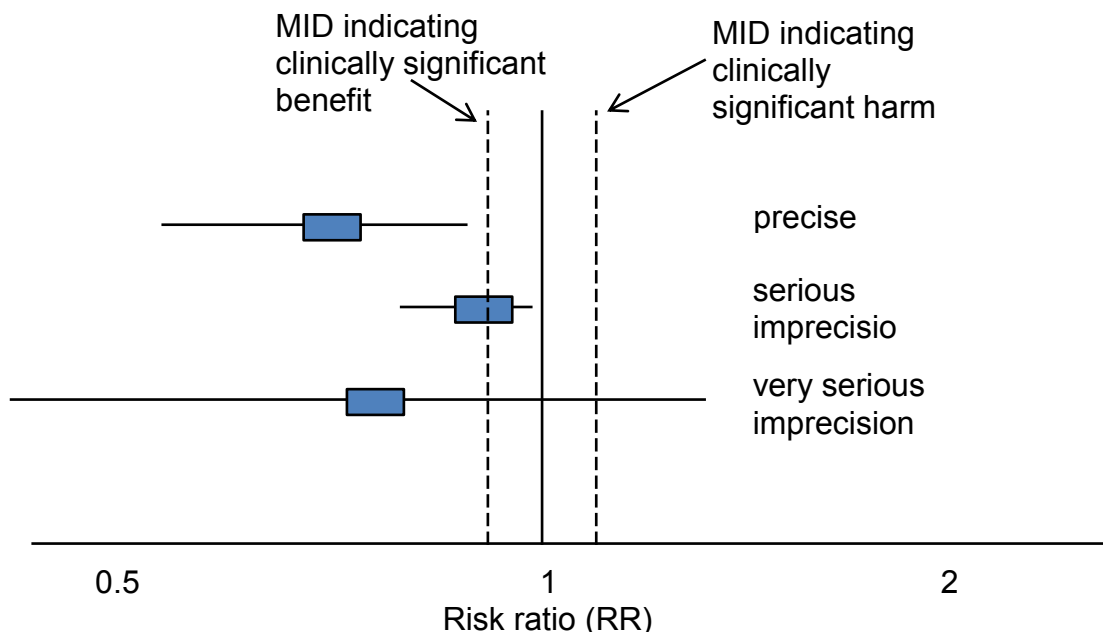 MID indicating
clinically significant
benefit
MID indicating
clinically
significant harm
precise
serious
imprecisio
very serious
imprecision
0.5
1
2
Risk ratio (RR)